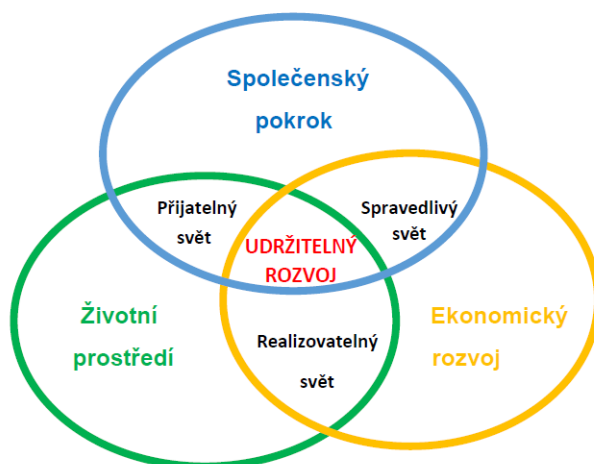 Společenský
pokrok
Přijatelný
svět
Spravedlivý
svět
UDRŽITELNÝ
ROZVOJ
Životní
prostředí
Ekonomický
rozvoj
Realizovatelný
svět